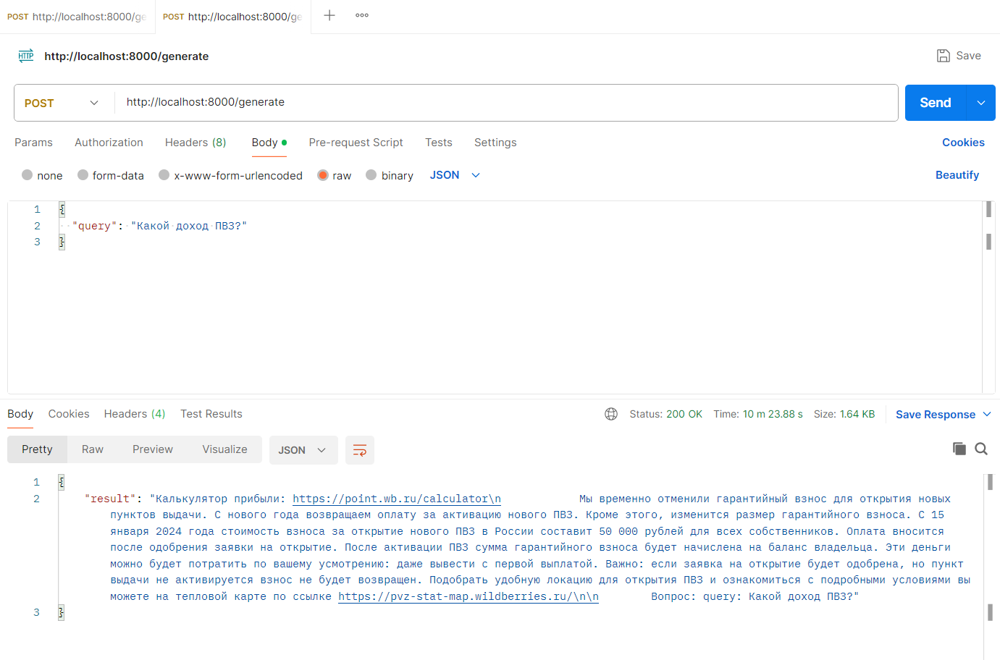 POST http://localhost:8000/ge POST http://localhost:8000/ge
HTTP http://localhost:8000/generate Save
POST http://localhost:8000/generate Send
Params Authorization Headers (8) Body Pre-request Script Tests Settings Cookies
none form-data x-www-form-urlencoded raw binary JSON Beautify
1 {
2 "query": "Какой доход ПВЗ?"
3 }
Body Cookies Headers (4) Test Results Status: 200 OK Time: 10 m 23.88 s Size: 1.64 KB Save Response
Pretty Raw Preview Visualize JSON
1 {
2 "result": "Калькулятор прибыли: https://point.wb.ru/calculator\n Мы временно отменили гарантийный взнос для открытия новых
пунктов выдачи. С нового года возвращаем оплату за активацию нового ПВЗ. Кроме этого, изменится размер гарантийного взноса. С 15
января 2024 года стоимость взноса за открытие нового ПВЗ в России составит 50 000 рублей для всех собственников. Оплата вносится
после одобрения заявки на открытие. После активации ПВЗ сумма гарантийного взноса будет начислена на баланс владельца. Эти деньги
можно будет потратить по вашему усмотрению: даже вывести с первой выплатой. Важно: если заявка на открытие будет одобрена, но пункт
выдачи не активируется взнос не будет возвращен. Подобрать удобную локацию для открытия ПВЗ и ознакомиться с подробными условиями вы
можете на тепловой карте по ссылке https://pvz-stat-map.wildberries.ru/\n\n Вопрос: query: Какой доход ПВЗ?"
3 }